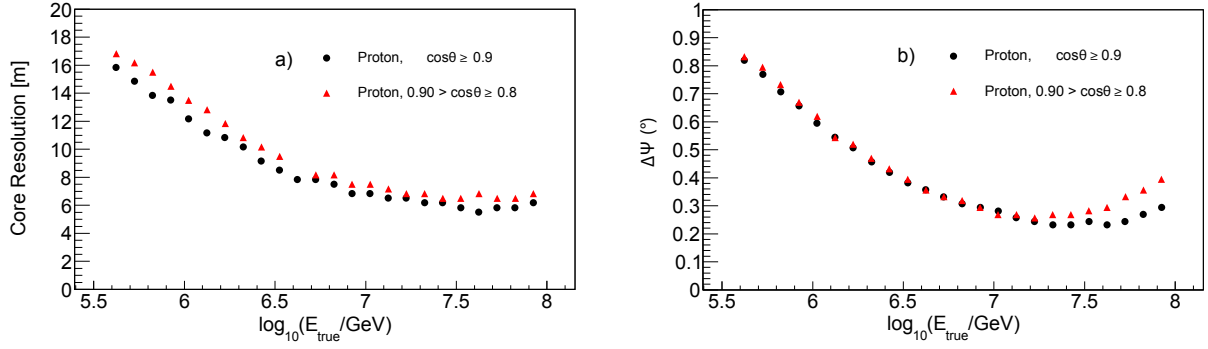 Core Resolution [m]
20
18
16
14
12
10
8
6
4
2
0
a)
Proton, cosθ ≥ 0.9
Proton, 0.90 > cosθ ≥ 0.8
5.5 6 6.5 7 7.5 8
log10(Etrue/GeV)
ΔΨ (°)
1
0.9
0.8
0.7
0.6
0.5
0.4
0.3
0.2
0.1
0
b)
Proton, cosθ ≥ 0.9
Proton, 0.90 > cosθ ≥ 0.8
5.5 6 6.5 7 7.5 8
log10(Etrue/GeV)